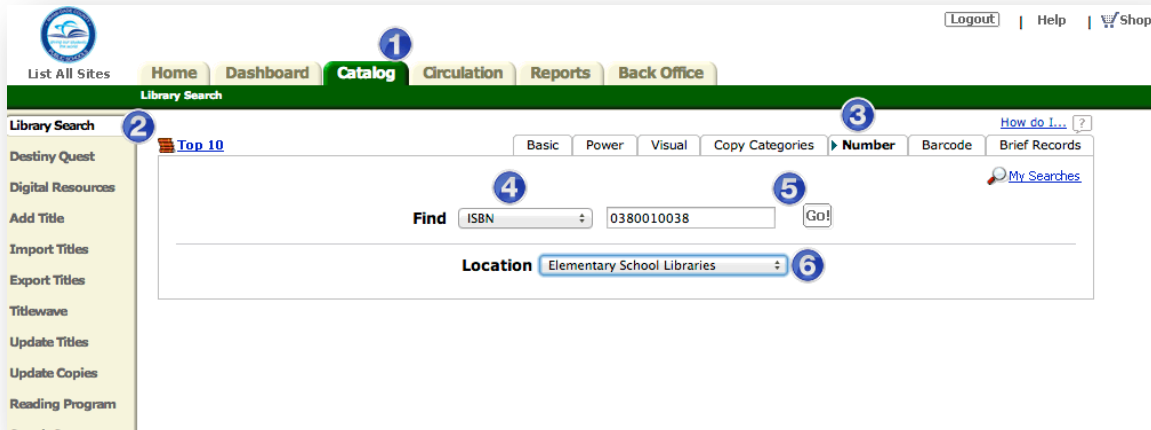 Logout | Help | Shop
1
List All Sites
Home Dashboard Catalog Circulation Reports Back Office
Library Search
Library Search
2
3
How do I... ?
Top 10
Basic Power Visual Copy Categories Number Barcode Brief Records
Destiny Quest
My Searches
Digital Resources
4
5
Add Title
Find ISBN 0380010038 Go!
Import Titles
Location Elementary School Libraries 6
Export Titles
Titlewave
Update Titles
Update Copies
Reading Program